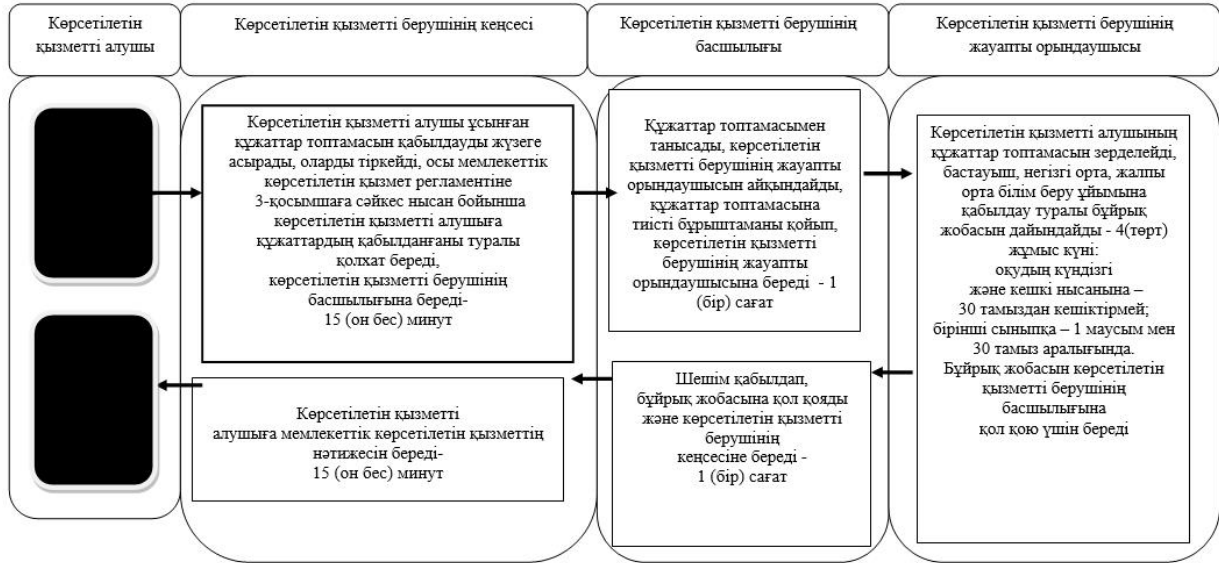 Көрсетілетін
қызметті алушы
Көрсетілетін қызметті берушінің кеңсесі
Көрсетілетін қызметті берушінің
басшылығы
Көрсетілетін қызметті берушінің
жауапты орындаушысы
Көрсетілетін қызметті алушы ұсынған
құжаттар топтамасын қабылдауды жүзеге
асырады, оларды тіркейді, осы мемлекеттік
көрсетілетін қызмет регламентіне
3-қосымшаға сәйкес нысан бойынша
көрсетілетін қызметті алушыға
құжаттардың қабылданғаны туралы
қолхат береді,
көрсетілетін қызметті берушінің
басшылығына береді-
15 (он бес) минут
Құжаттар топтамасымен
танысады, көрсетілетін
қызметті берушінің жауапты
орындаушысын айқындайды,
құжаттар топтамасына
тиісті бұрыштаманы қойып,
көрсетілетін қызметті
берушінің жауапты
орындаушысына береді - 1
(бір) сағат
Көрсетілетін қызметті алушының
құжаттар топтамасын зерделейді,
бастауыш, негізгі орта, жалпы
орта білім беру ұйымына
қабылдау туралы бұйрық
жобасын дайындайды - 4(төрт)
жұмыс күні:
оқудың күндізгі
және кешкі нысанына –
30 тамыздан кешіктірмей;
бірінші сыныпқа – 1 маусым мен
30 тамыз аралығында.
Бұйрық жобасын көрсетілетін
қызметті берушінің
басшылығына
қол қою үшін береді
Шешім қабылдап,
бұйрық жобасына қол қояды
және көрсетілетін қызметті
берушінің
кеңсесіне береді -
1 (бір) сағат
Көрсетілетін қызметті
алушыға мемлекеттік көрсетілетін қызметтің
нәтижесін береді-
15 (он бес) минут